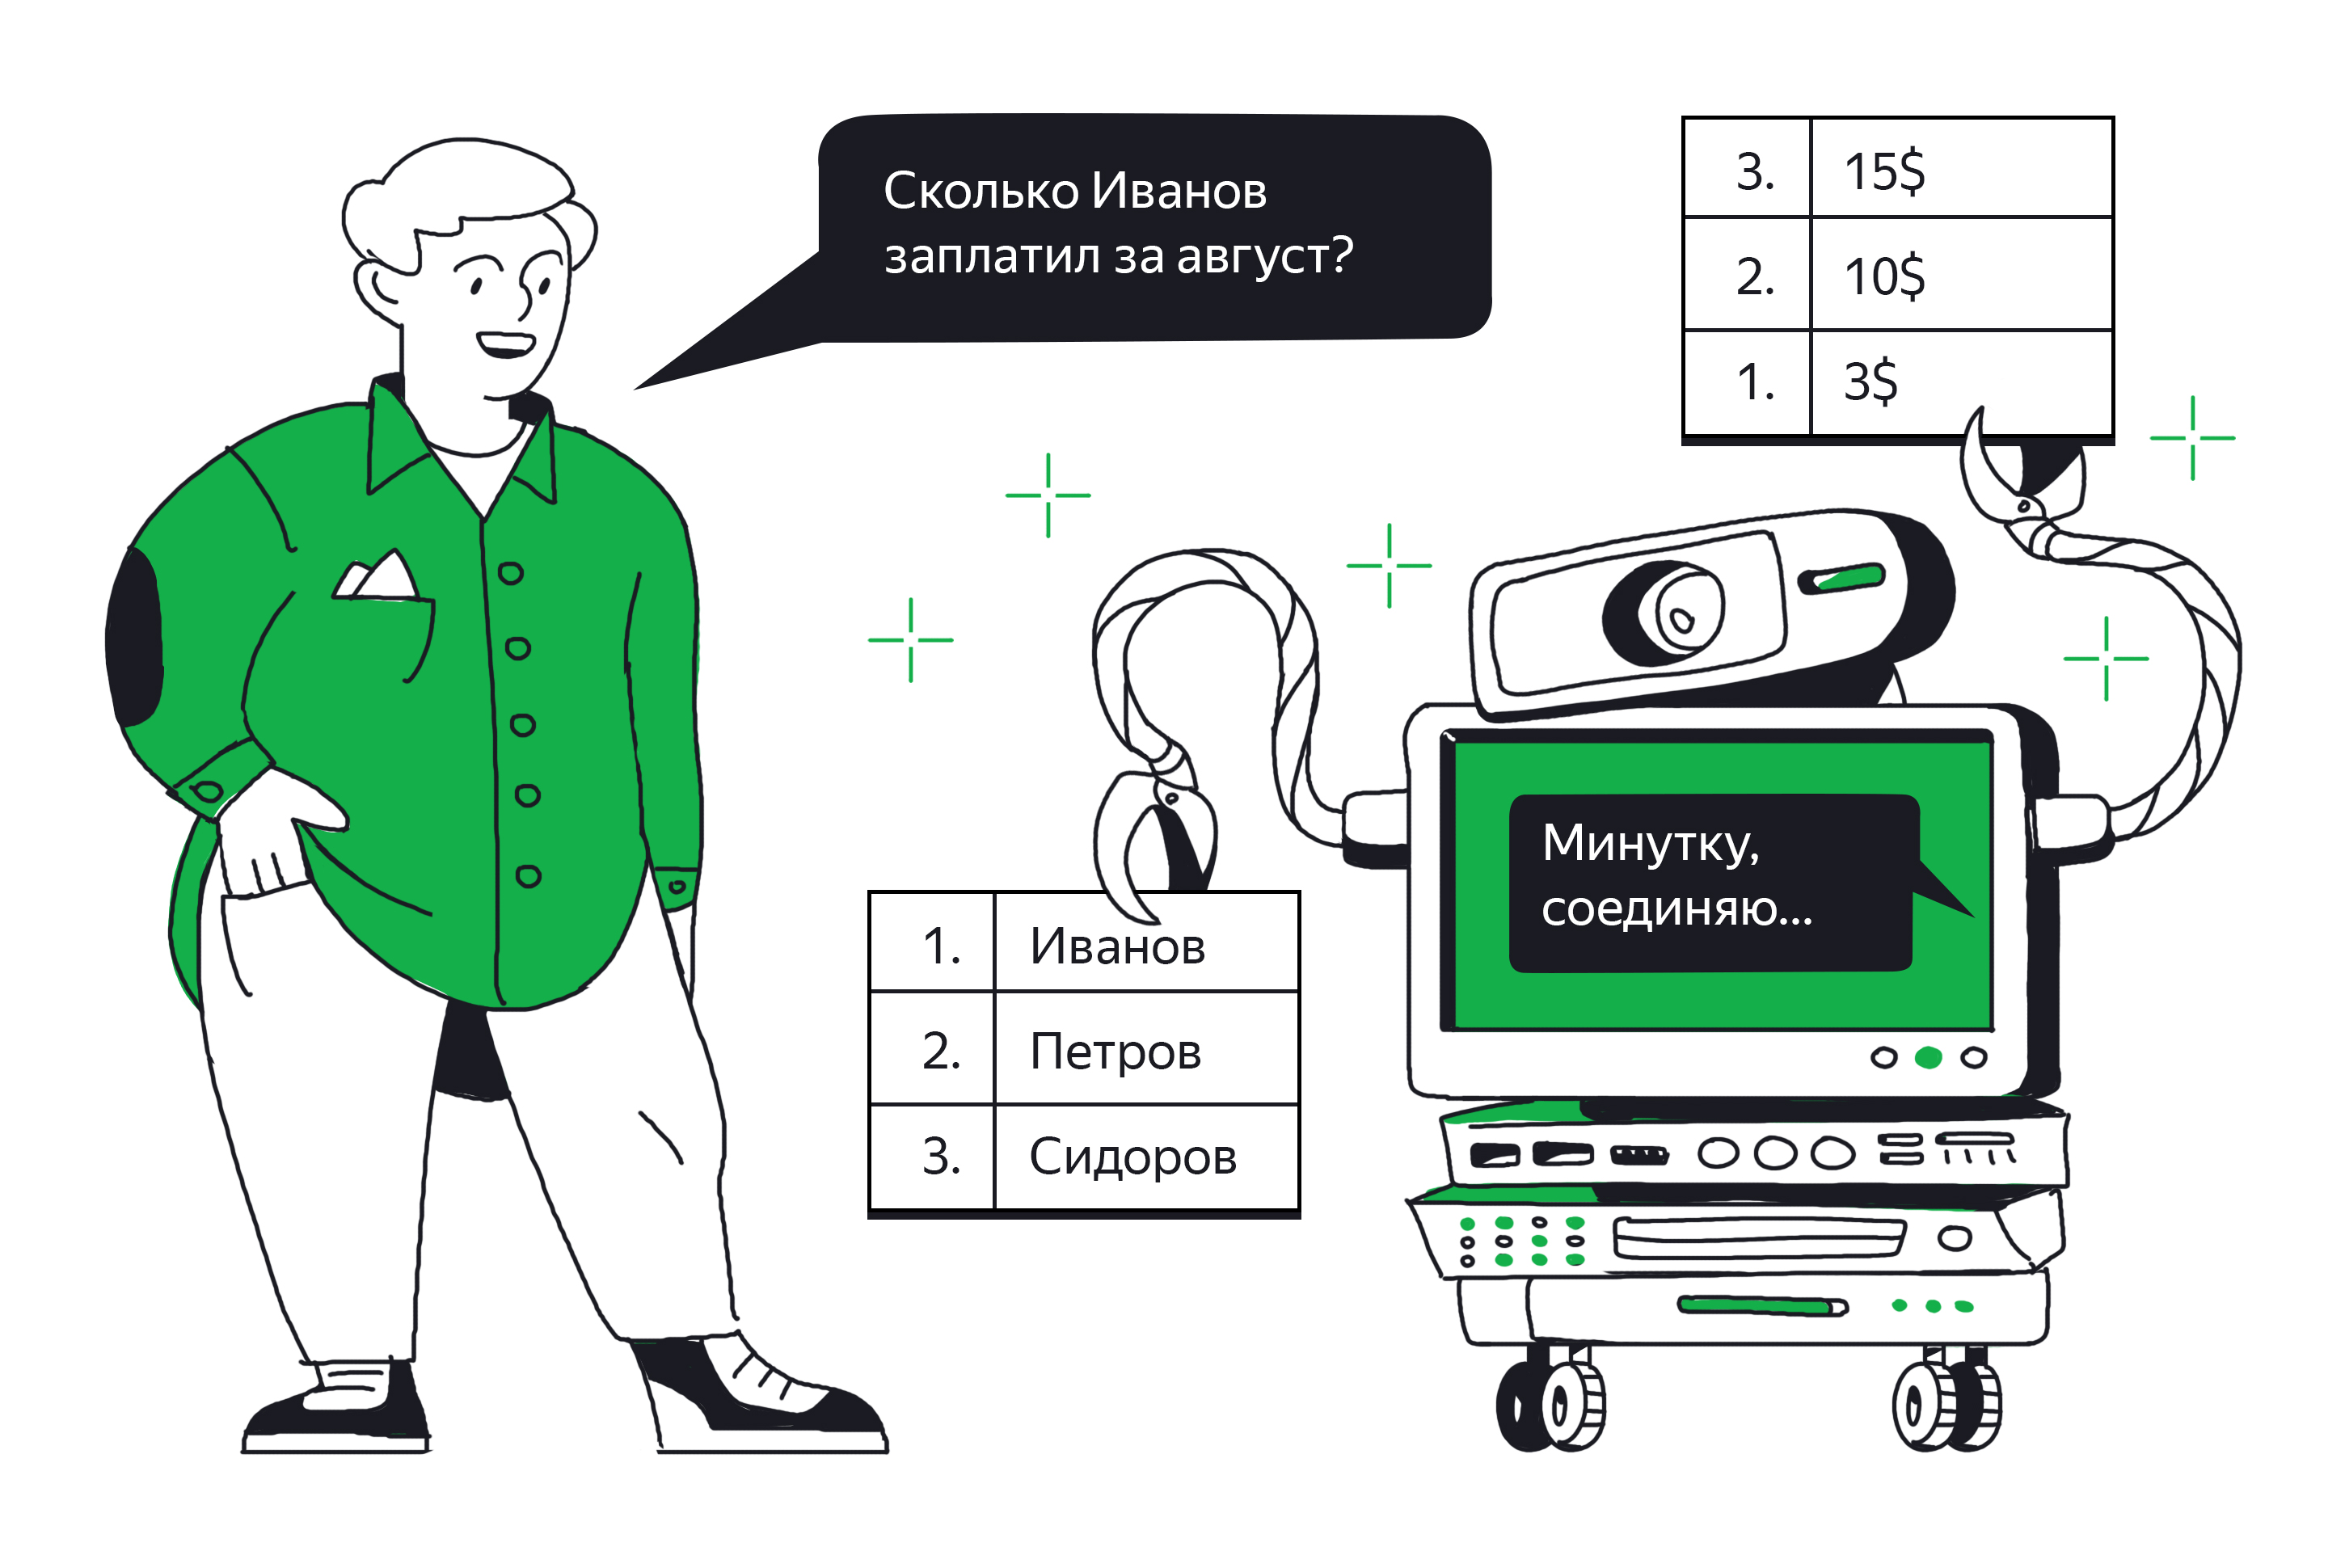 Сколько Иванов
заплатил за август?
3. 15$
2. 10$
1. 3$
Минутку,
соединяю...
1. Иванов
2. Петров
3. Сидоров